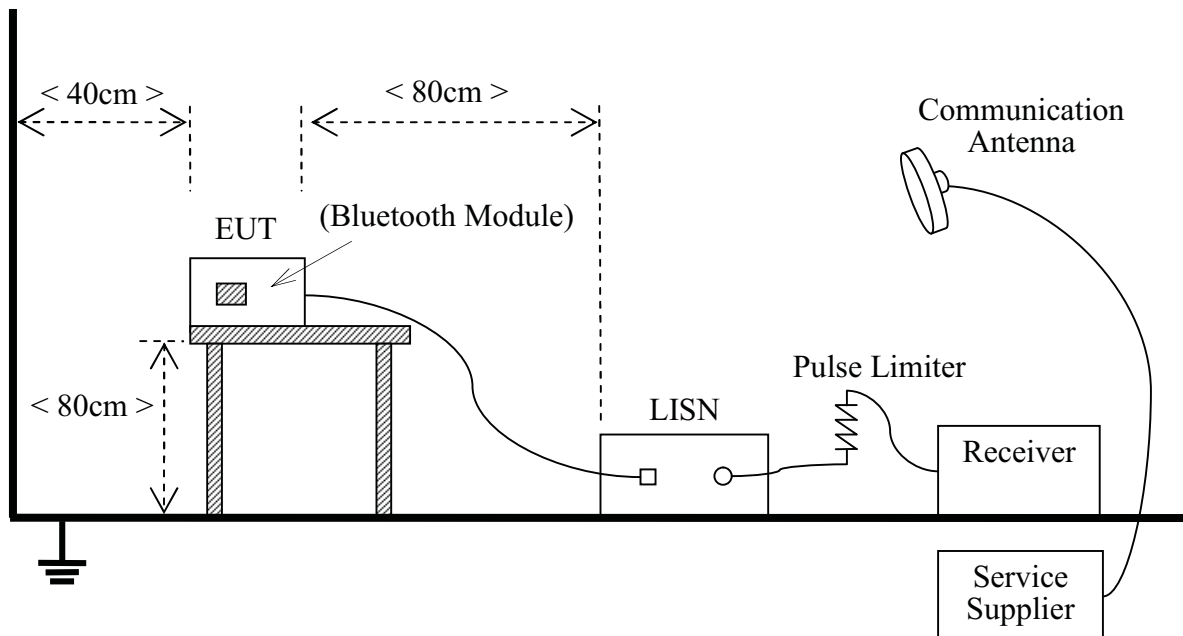 < 40cm >
< 80cm >
Communication
Antenna
(Bluetooth Module)
EUT
Pulse Limiter
< 80cm >
LISN
Receiver
Service
Supplier